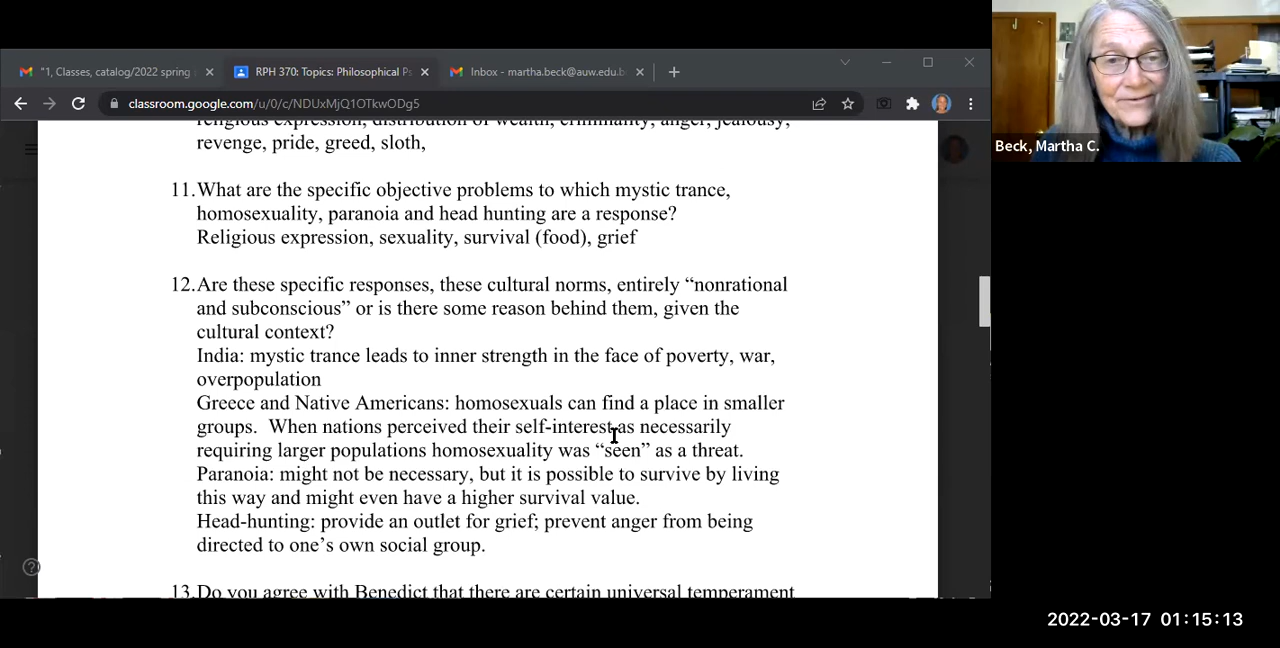 "1, Classes, catalog/2022 spring
RPH 370: Topics: Philosophical Ps
Inbox - martha.beck@auw.edu.b
classroom.google.com/u/0/c/NDUxMjQ1OTkwODg5
Beck, Martha C.
religious expression, distribution of wealth, criminality, anger, jealousy,
revenge, pride, greed, sloth,
11.What are the specific objective problems to which mystic trance,
homosexuality, paranoia and head hunting are a response?
Religious expression, sexuality, survival (food), grief
12.Are these specific responses, these cultural norms, entirely “nonrational
and subconscious” or is there some reason behind them, given the
cultural context?
India: mystic trance leads to inner strength in the face of poverty, war,
overpopulation
Greece and Native Americans: homosexuals can find a place in smaller
groups.  When nations perceived their self-interest as necessarily
requiring larger populations homosexuality was “seen” as a threat.
Paranoia: might not be necessary, but it is possible to survive by living
this way and might even have a higher survival value.
Head-hunting: provide an outlet for grief; prevent anger from being
directed to one’s own social group.
13.Do you agree with Benedict that there are certain universal temperament
2022-03-17 01:15:13